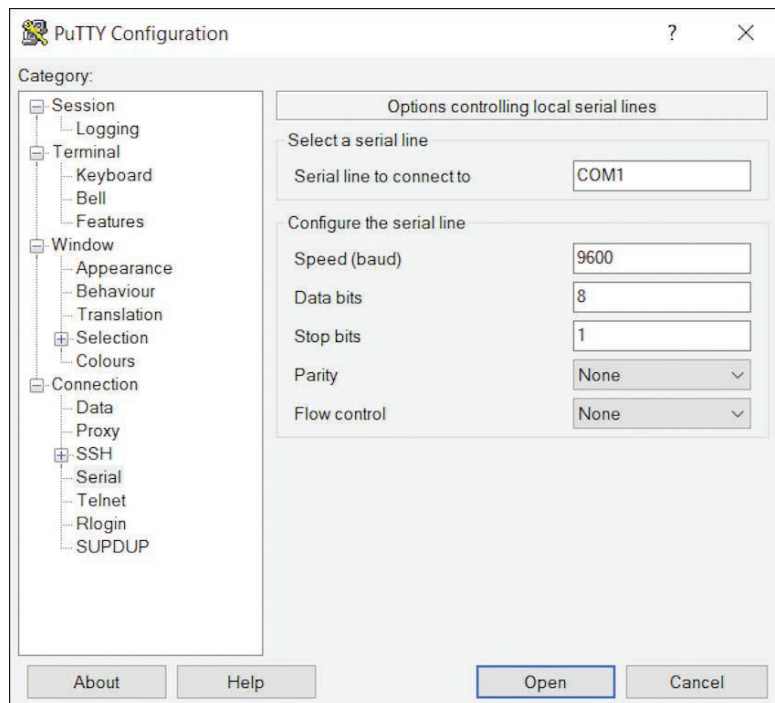 PuTTY Configuration
?
Category:
Session
Logging
Terminal
Keyboard
Bell
Features
Window
Appearance
Behaviour
Translation
Selection
Colours
Connection
Data
Proxy
SSH
Serial
Telnet
Rlogin
SUPDUP
Options controlling local serial lines
Select a serial line
Serial line to connect to COM1
Configure the serial line
Speed (baud) 9600
Data bits 8
Stop bits 1
Parity None
Flow control None
About Help Open Cancel